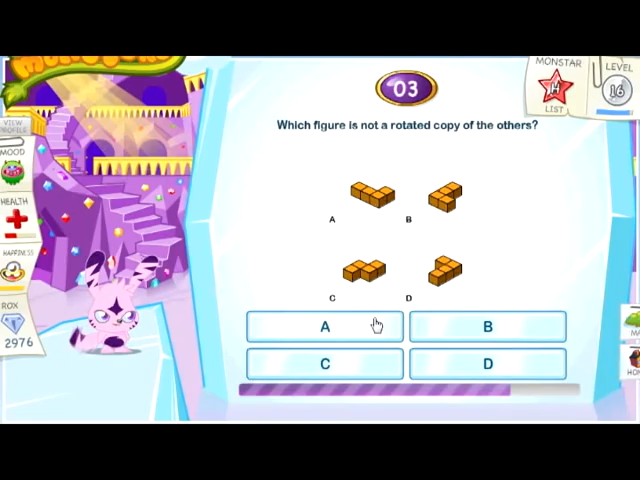 03
MONSTAR
LIST
H
LEVEL
16
Which figure is not a rotated copy of the others?
VIEW
PROFILE
MOOD
HEALTH
HAPPINESS
ROX
2976
A
B
C
D
A
B
C
D